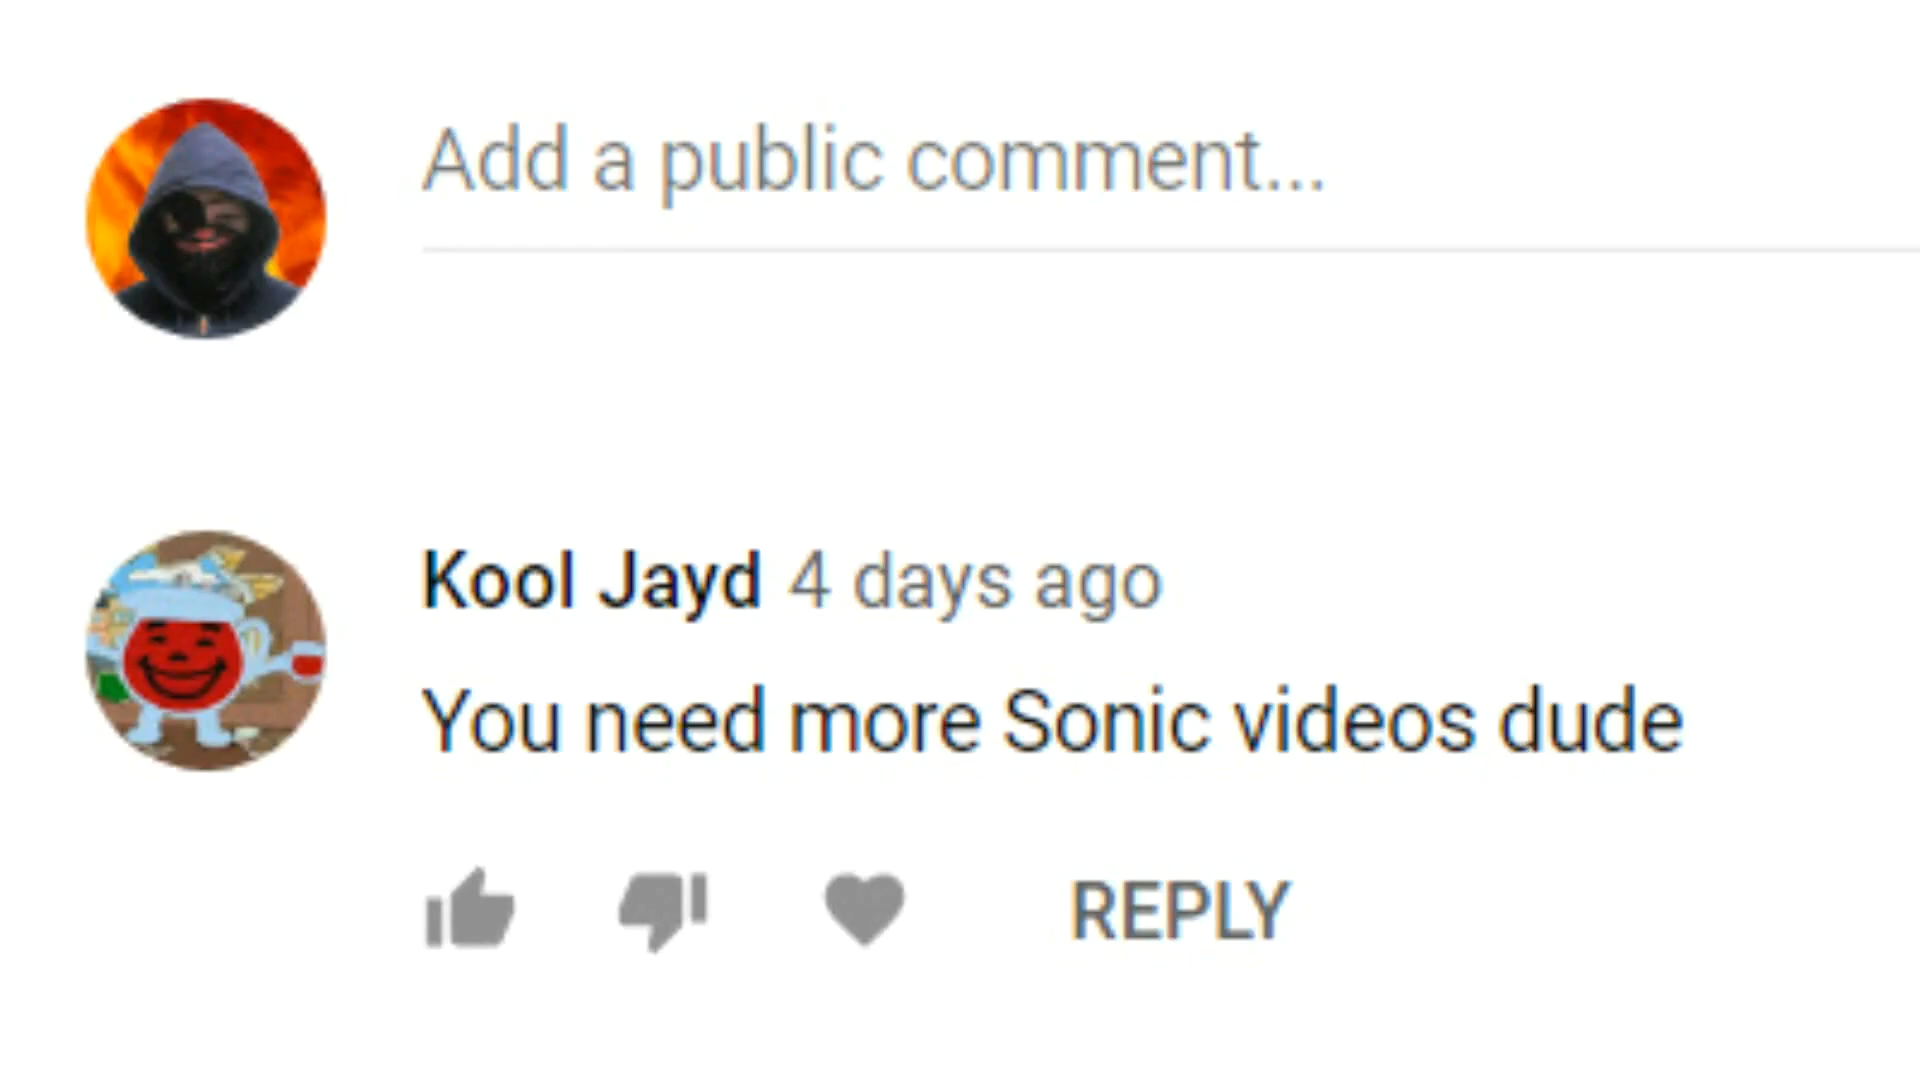 Add a public comment...
Kool Jayd 4 days ago
You need more Sonic videos dude
REPLY